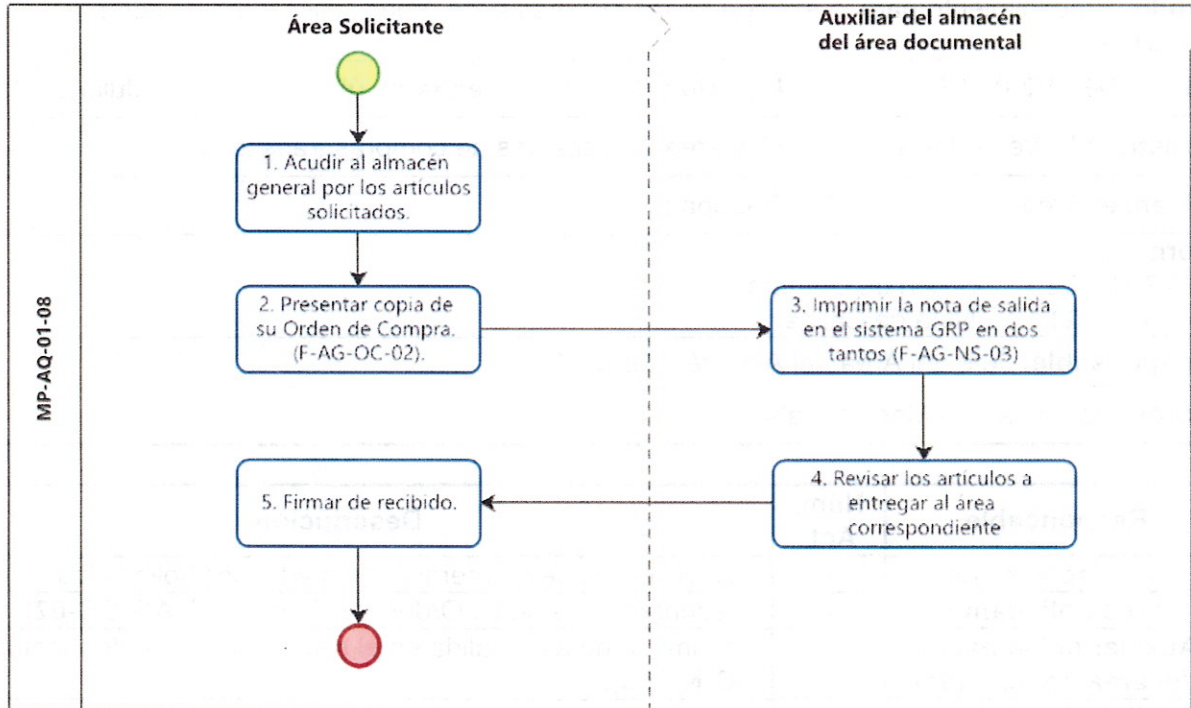 Área Solicitante
Auxiliar del almacén
del área documental
MP-AQ-01-08
1. Acudir al almacén
general por los artículos
solicitados.
2. Presentar copia de
su Orden de Compra.
(F-AG-OC-02).
3. Imprimir la nota de salida
en el sistema GRP en dos
tantos (F-AG-NS-03)
4. Revisar los artículos a
entregar al área
correspondiente
5. Firmar de recibido.